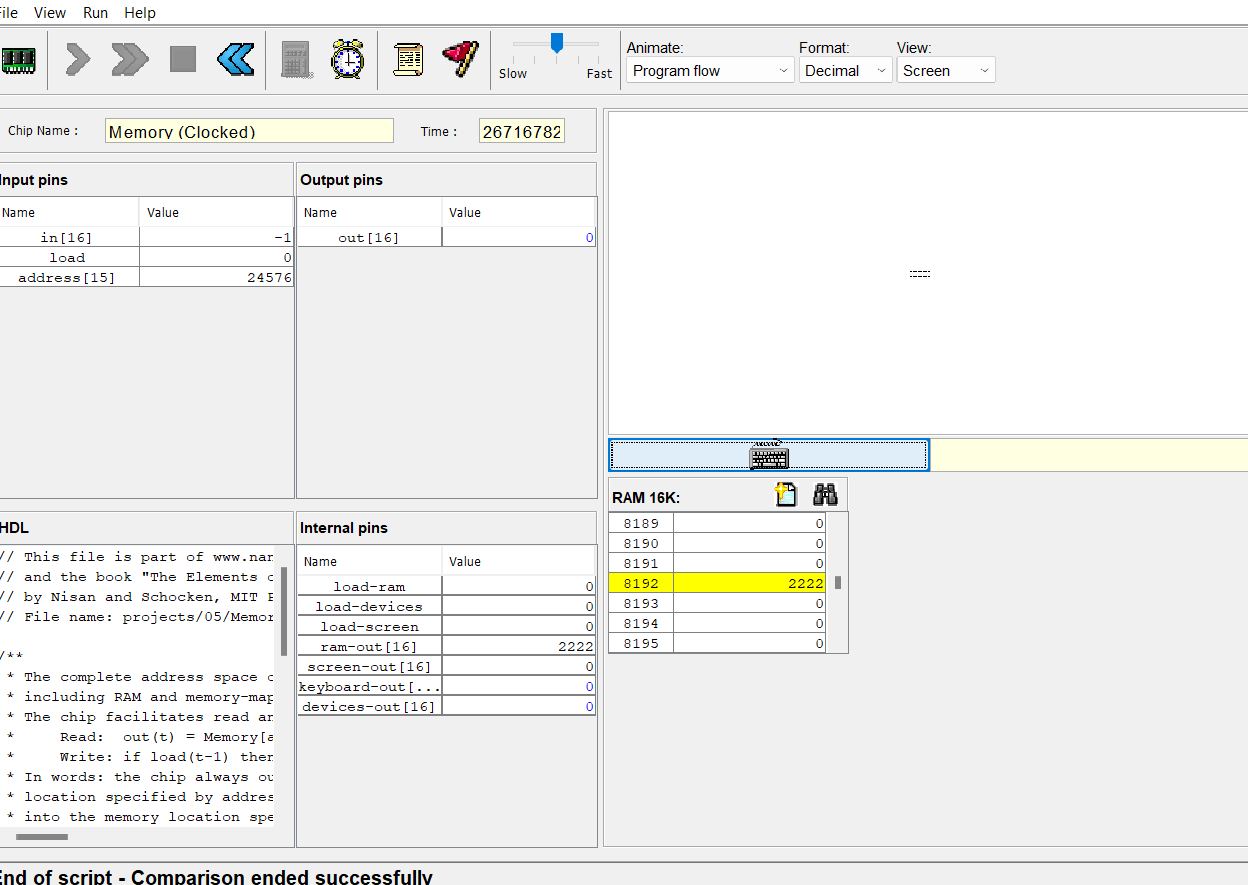 File View Run Help
Slow Fast
Animate: Format: View:
Program flow Decimal Screen
Chip Name : Memory (Clocked) Time : 26716782
Input pins
Name Value
in[16] -1
load 0
address[15] 24576
Output pins
Name Value
out[16] 0
HDL
// This file is part of www.nan
// and the book "The Elements o
// by Nisan and Schocken, MIT P
// File name: projects/05/Memor
/**
* The complete address space o
* including RAM and memory-map
* The chip facilitates read an
* Read: out(t) = Memory[a
* Write: if load(t-1) then
* In words: the chip always ou
* location specified by addres
* into the memory location spe
Internal pins
Name Value
load-ram 0
load-devices 0
load-screen 0
ram-out[16] 2222
screen-out[16] 0
keyboard-out[... 0
devices-out[16] 0
RAM 16K:
8189 0
8190 0
8191 0
8192 2222
8193 0
8194 0
8195 0
End of script - Comparison ended successfully